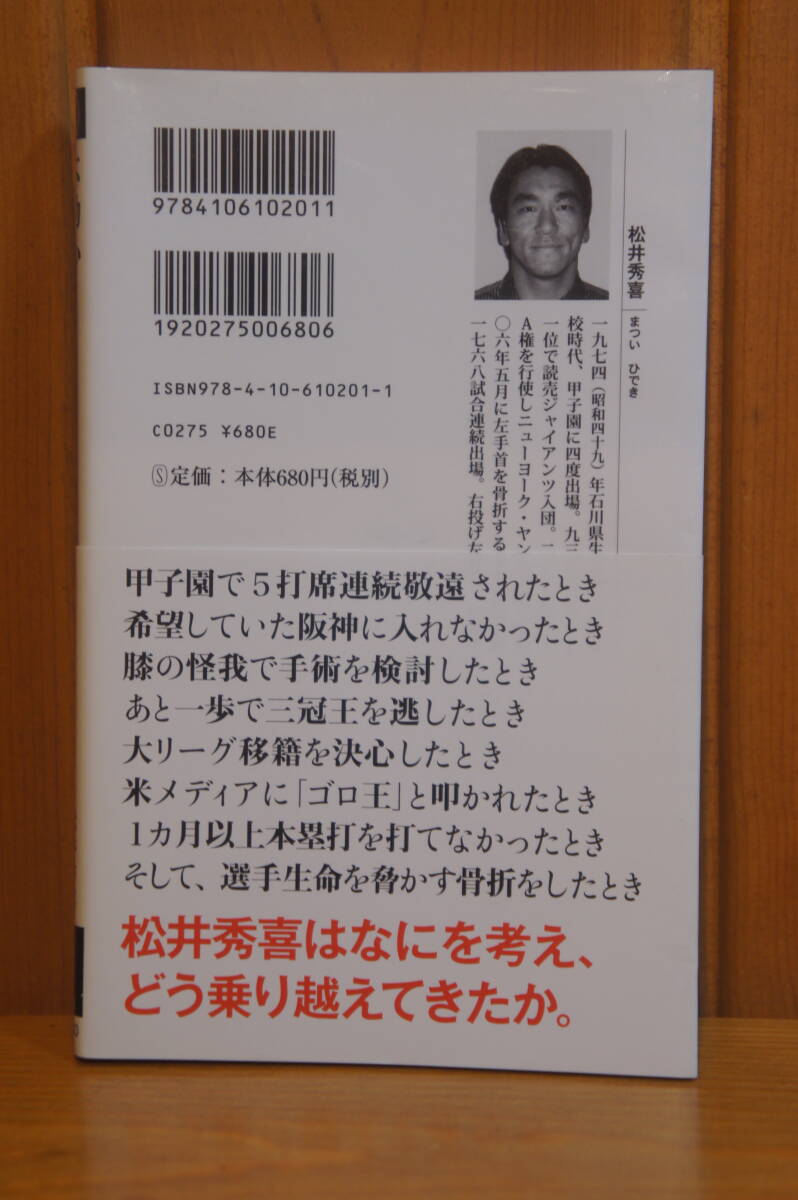 9784106102011
1920275006806
ISBN978-4-10-610201-1
C0275 ¥680E
Ⓢ定価：本体680円(税別)
松井秀喜 まつい ひでき
一九七四（昭和四十九）年石川県生
校時代、甲子園に四度出場。九三
一位で読売ジャイアンツ入団。二
A権を行使しニューヨーク・ヤン
〇六年五月に左手首を骨折する
一七六八試合連続出場。右投げ左
甲子園で５打席連続敬遠されたとき
希望していた阪神に入れなかったとき
膝の怪我で手術を検討したとき
あと一歩で三冠王を逃したとき
大リーグ移籍を決心したとき
米メディアに「ゴロ王」と叩かれたとき
１カ月以上本塁打を打てなかったとき
そして、選手生命を脅かす骨折をしたとき
松井秀喜はなにを考え、
どう乗り越えてきたか。